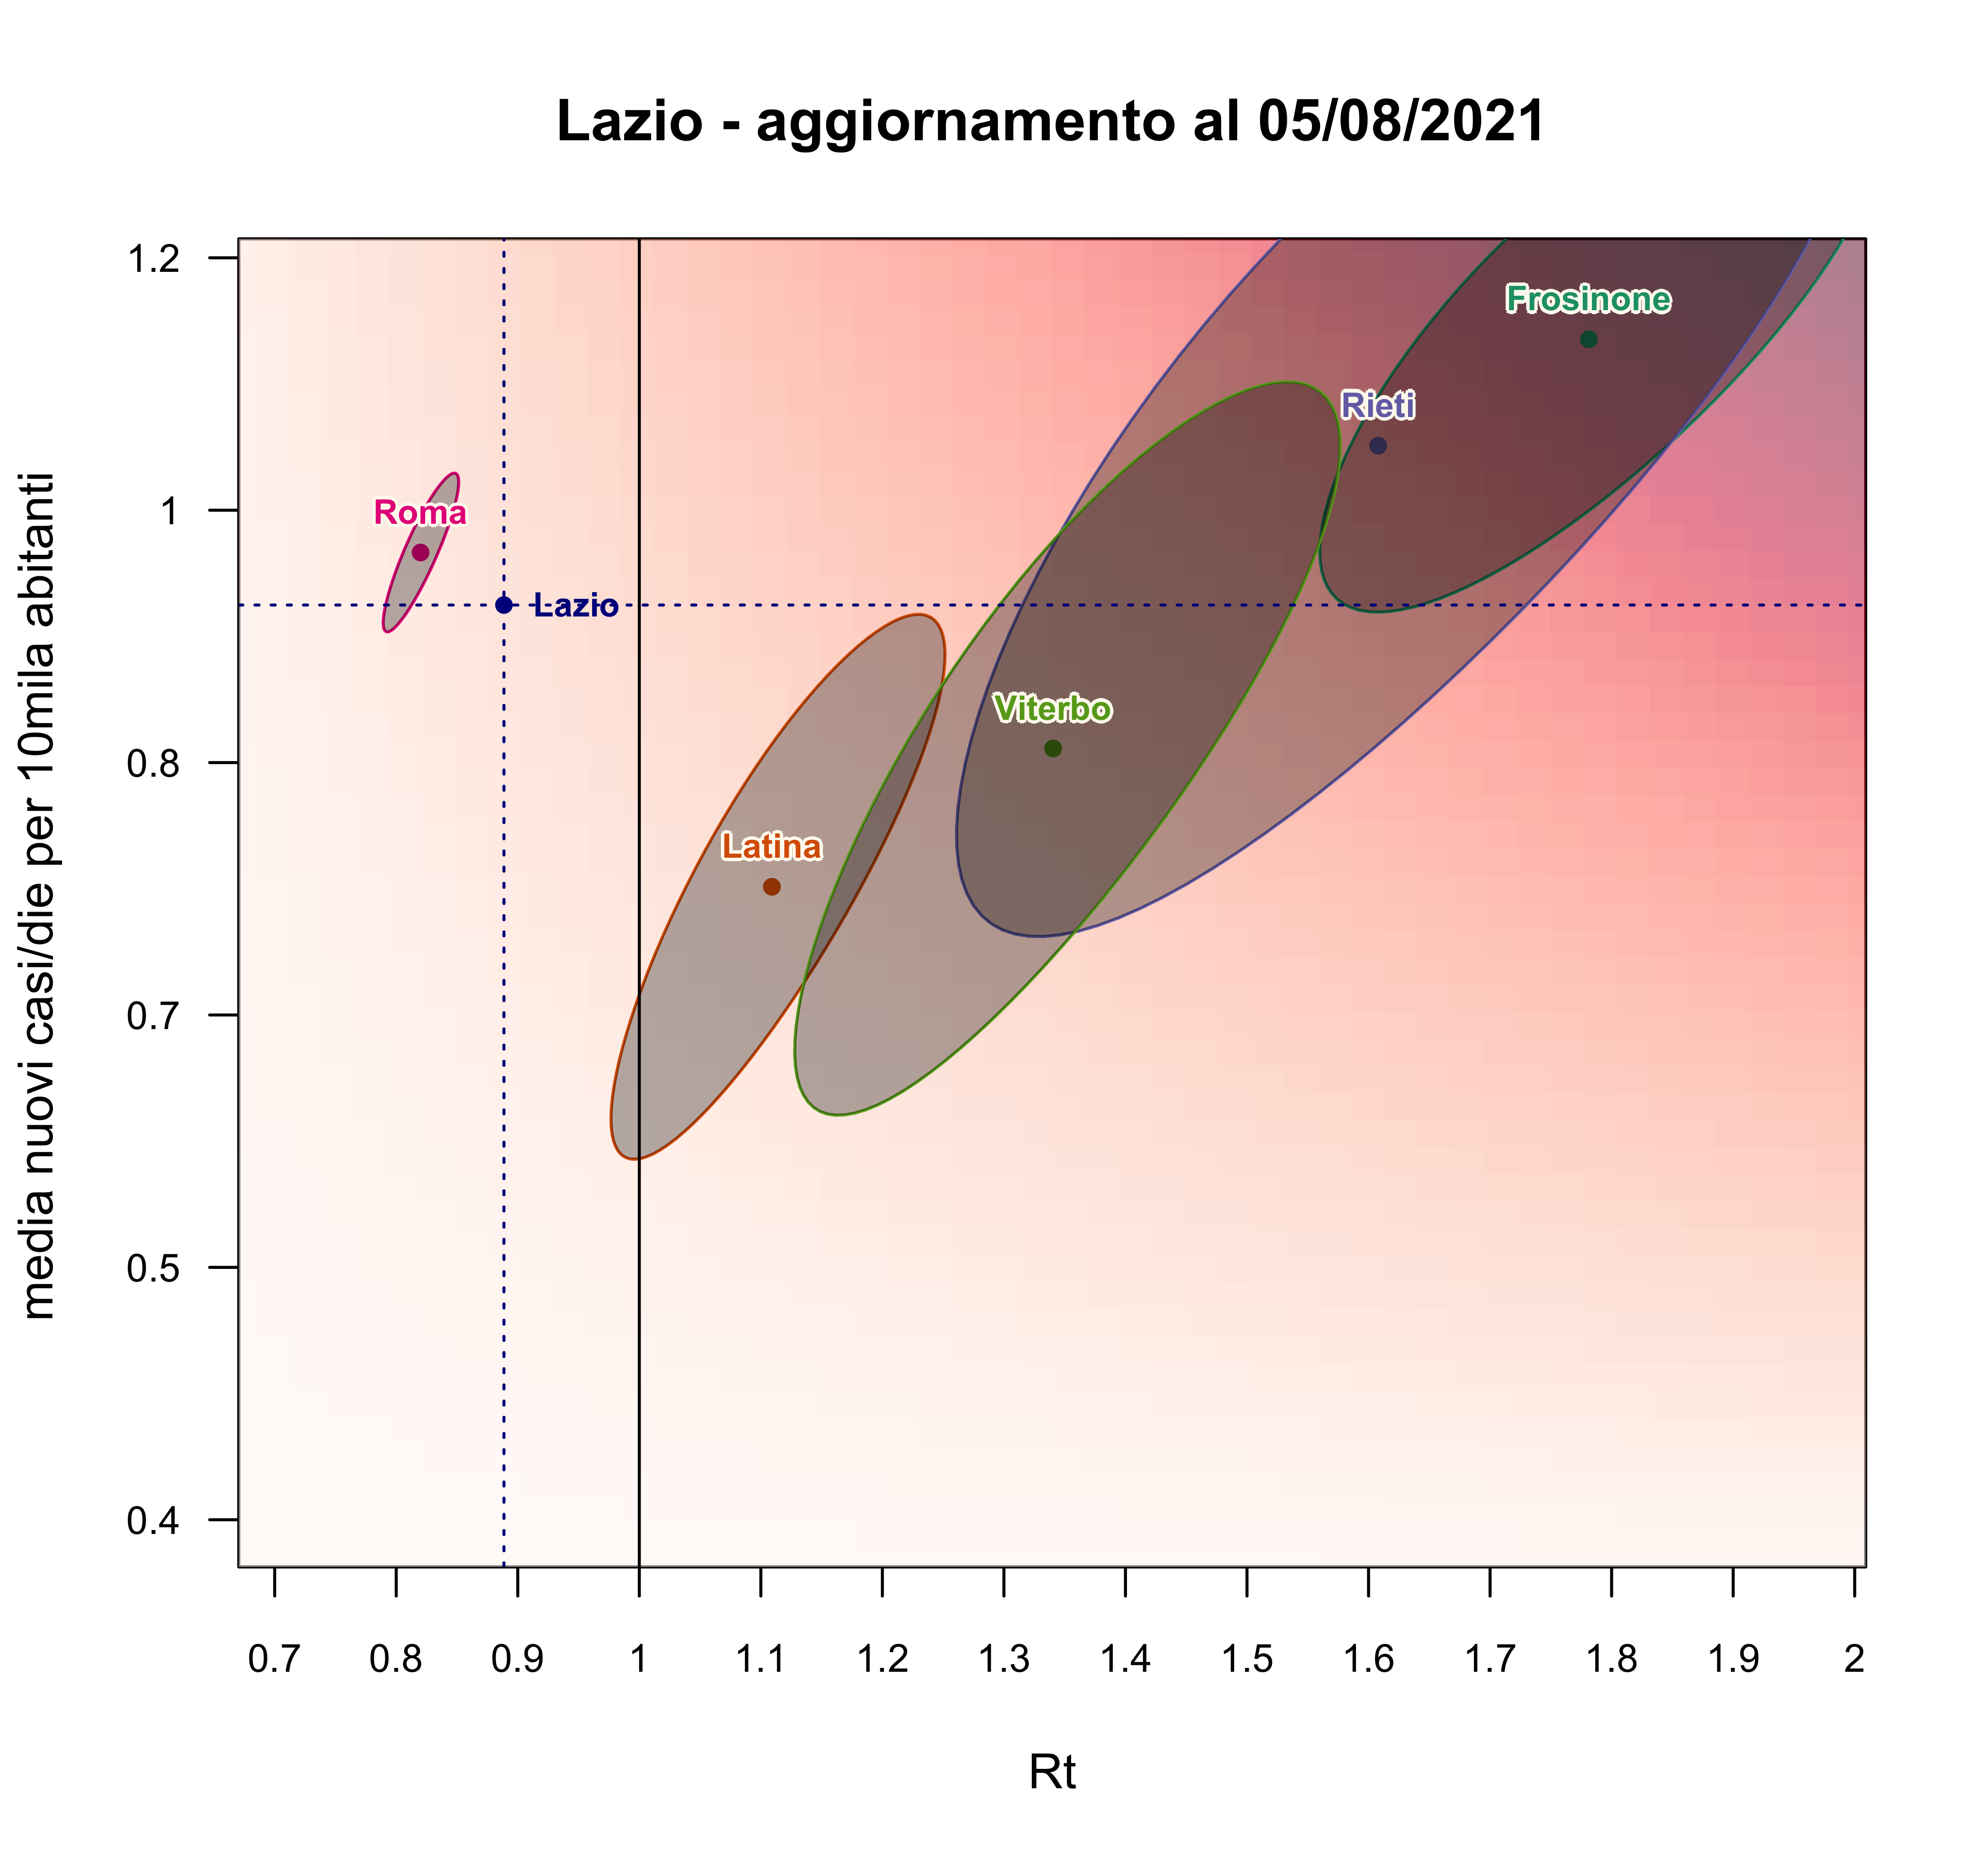 Lazio - aggiornamento al 05/08/2021
media nuovi casi/die per 10mila abitanti
1.2
1
0.8
0.7
0.5
0.4
Frosinone
Rieti
Roma
Lazio
Viterbo
Latina
0.7 0.8 0.9 1 1.1 1.2 1.3 1.4 1.5 1.6 1.7 1.8 1.9 2
Rt